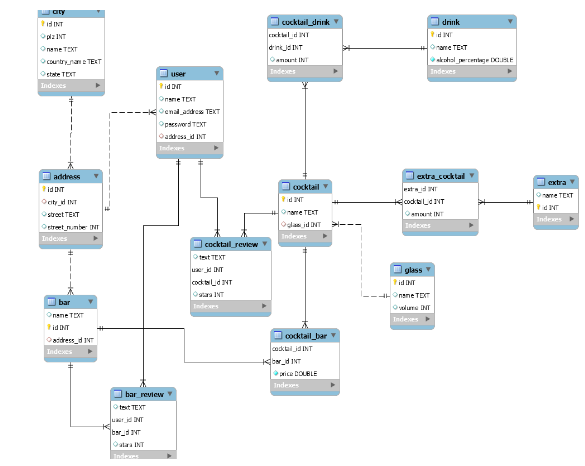 city
id INT
plz INT
name TEXT
country_name TEXT
state TEXT
Indexes
user
id INT
name TEXT
email_address TEXT
password TEXT
address_id INT
Indexes
cocktail_drink
cocktail_id INT
drink_id INT
amount INT
Indexes
drink
id INT
name TEXT
alcohol_percentage DOUBLE
Indexes
address
id INT
city_id INT
street TEXT
street_number INT
Indexes
cocktail
id INT
name TEXT
glass_id INT
Indexes
extra_cocktail
extra_id INT
cocktail_id INT
amount INT
Indexes
extra
name TEXT
id INT
Indexes
cocktail_review
text TEXT
user_id INT
cocktail_id INT
stars INT
Indexes
glass
id INT
name TEXT
volume INT
Indexes
bar
name TEXT
id INT
address_id INT
Indexes
cocktail_bar
cocktail_id INT
bar_id INT
price DOUBLE
Indexes
bar_review
text TEXT
user_id INT
bar_id INT
stars INT
Indexes